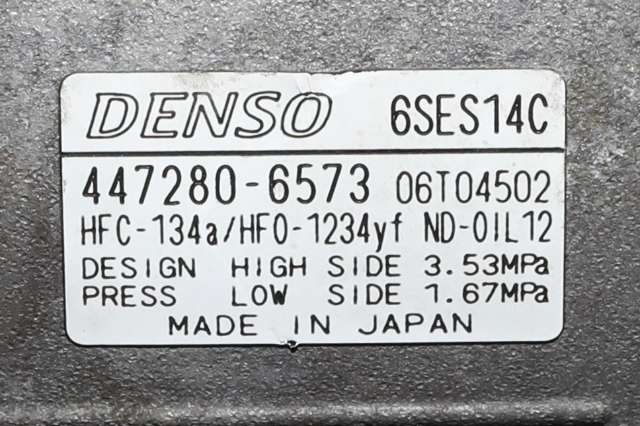 DENSO 6SES14C
447280-6573 06T04502
HFC-134a/HFO-1234yf ND-OIL12
DESIGN HIGH SIDE 3.53MPa
PRESS LOW SIDE 1.67MPa
MADE IN JAPAN